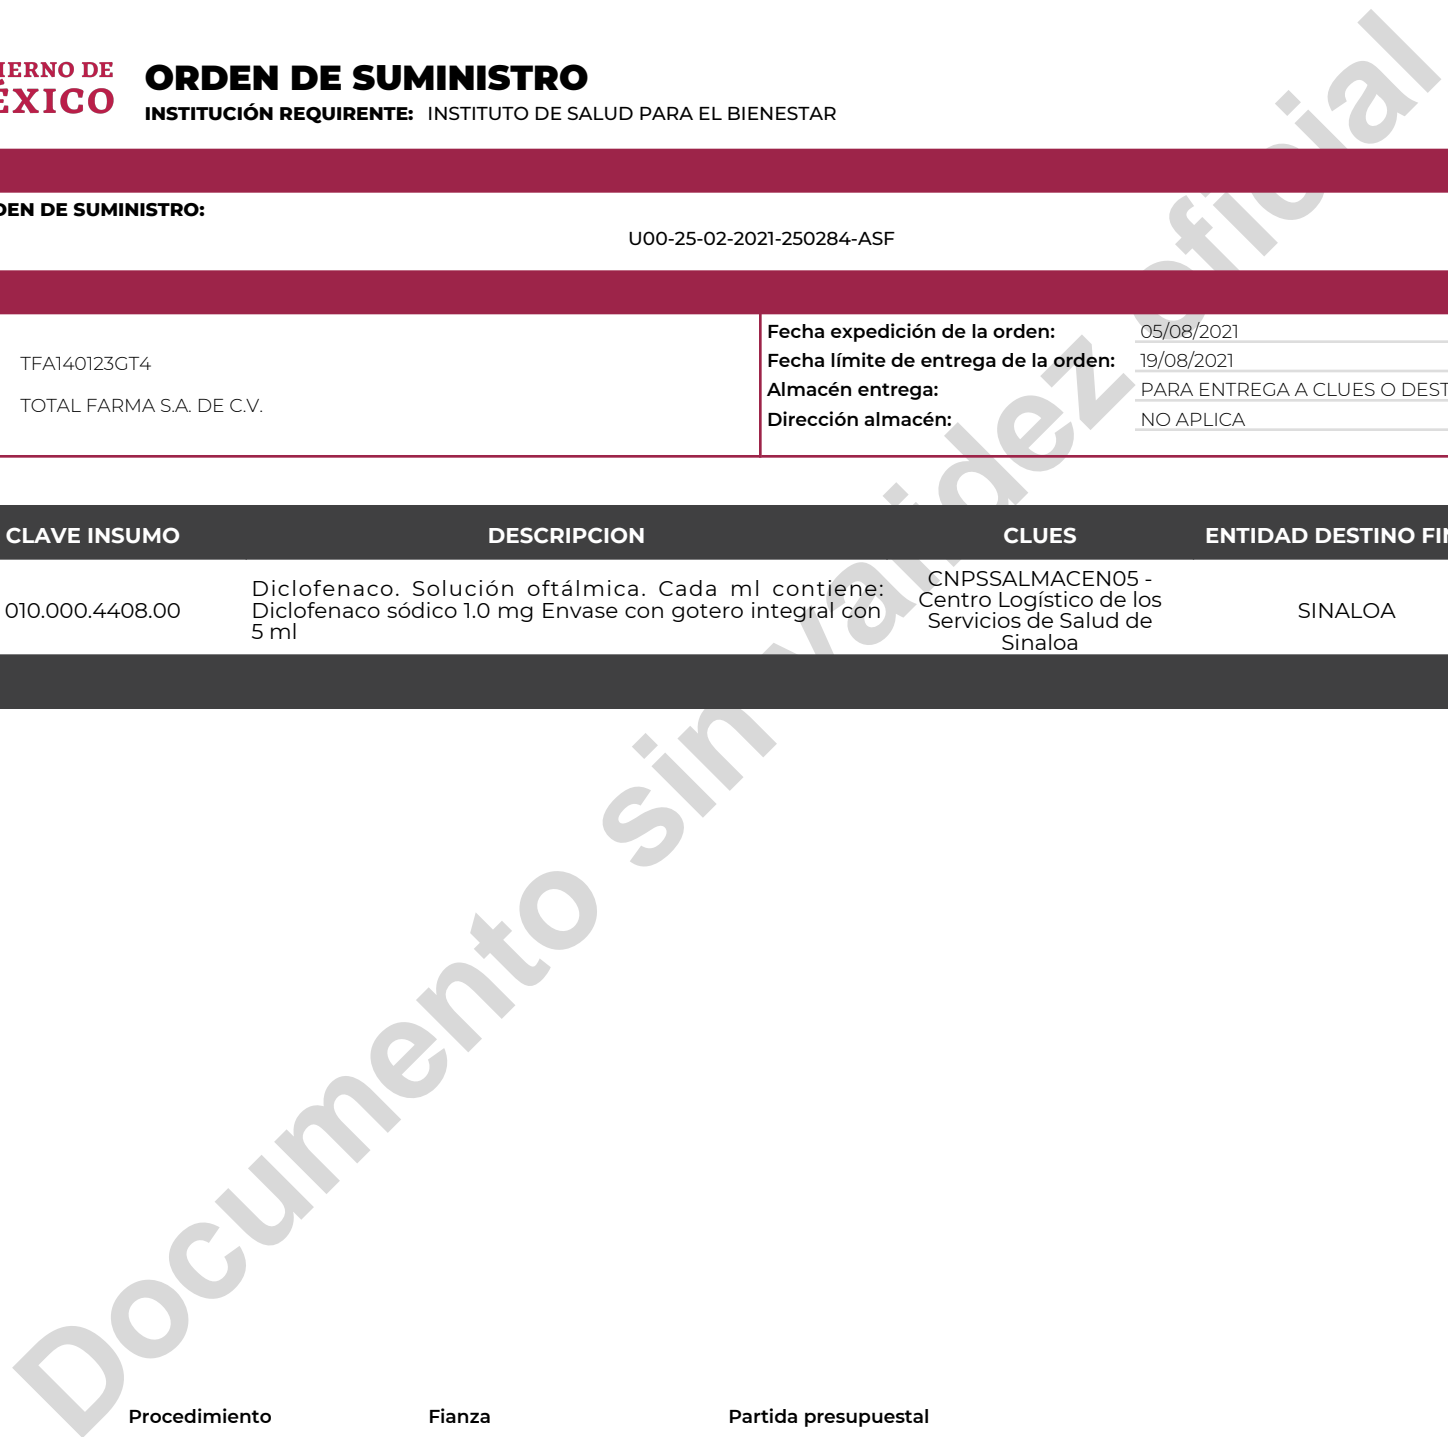 IERNO DE
ÉXICO
ORDEN DE SUMINISTRO
INSTITUCIÓN REQUIRENTE: INSTITUTO DE SALUD PARA EL BIENESTAR
DEN DE SUMINISTRO:
U00-25-02-2021-250284-ASF
TFA140123GT4
TOTAL FARMA S.A. DE C.V.
Fecha expedición de la orden: 05/08/2021
Fecha límite de entrega de la orden: 19/08/2021
Almacén entrega: PARA ENTREGA A CLUES O DEST
Dirección almacén: NO APLICA
CLAVE INSUMO DESCRIPCION CLUES ENTIDAD DESTINO FIN
010.000.4408.00
Diclofenaco. Solución oftálmica. Cada ml contiene:
Diclofenaco sódico 1.0 mg Envase con gotero integral con
5 ml
CNPSSALMACEN05 -
Centro Logístico de los
Servicios de Salud de
Sinaloa
SINALOA
Documento sin validez oficial
Procedimiento Fianza Partida presupuestal